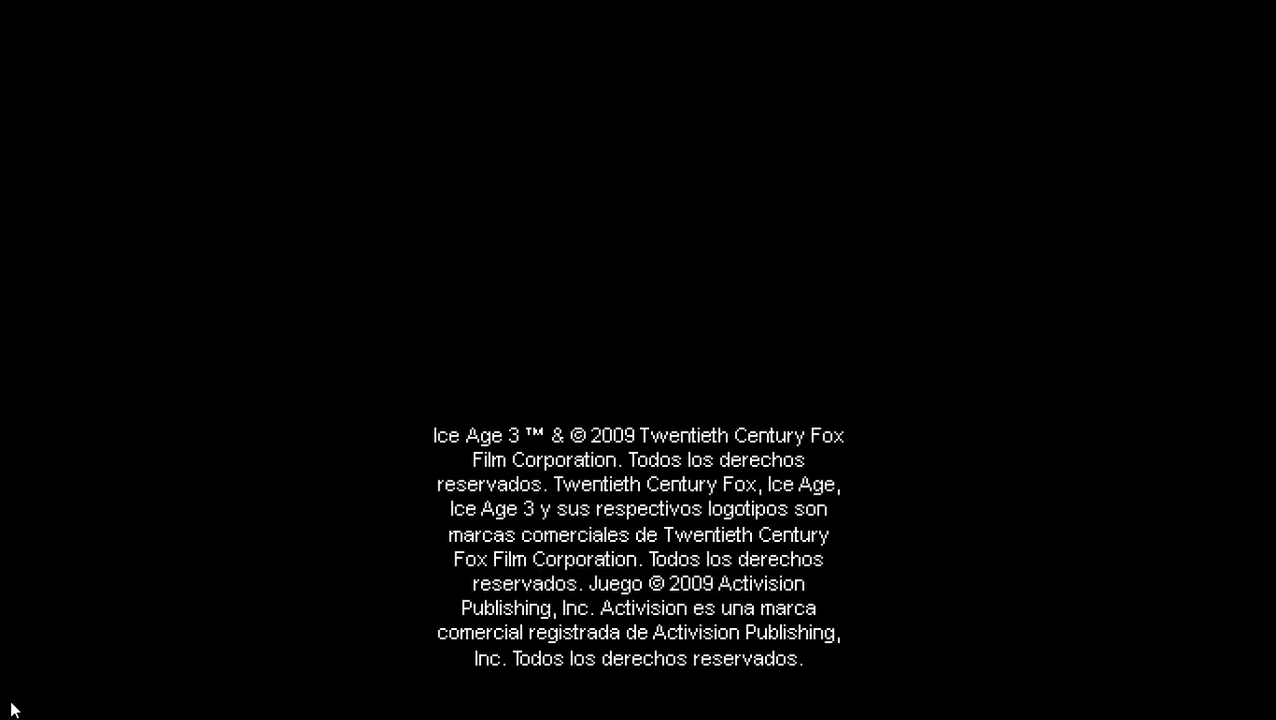 Ice Age 3 ™ & © 2009 Twentieth Century Fox
Film Corporation. Todos los derechos
reservados. Twentieth Century Fox, Ice Age,
Ice Age 3 y sus respectivos logotipos son
marcas comerciales de Twentieth Century
Fox Film Corporation. Todos los derechos
reservados. Juego © 2009 Activision
Publishing, Inc. Activision es una marca
comercial registrada de Activision Publishing,
Inc. Todos los derechos reservados.